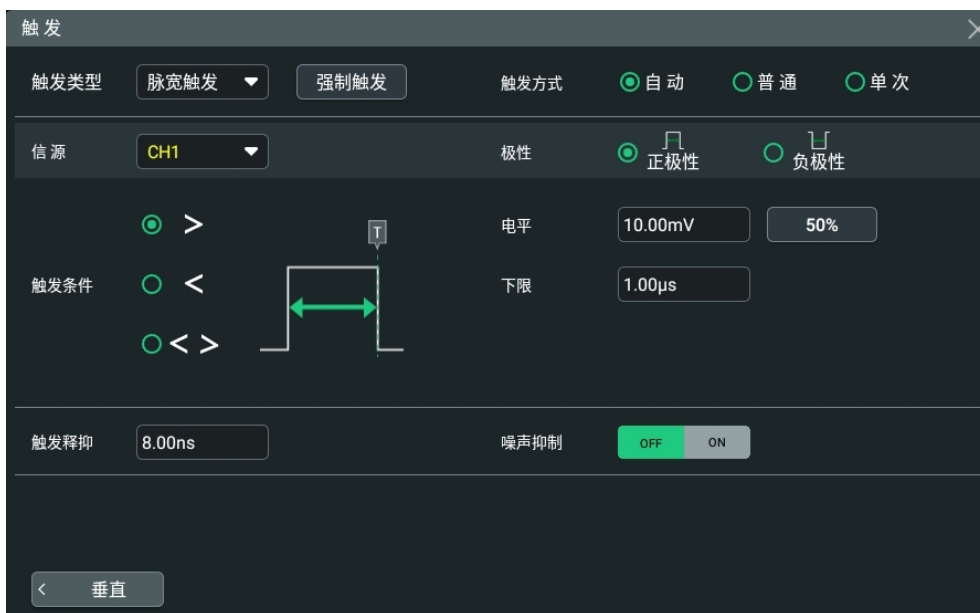 触发
触发类型 脉宽触发 强制触发 触发方式 自动 普通 单次
信源 CH1 极性 正极性 负极性
> T 电平 10.00mV 50%
触发条件 < 下限 1.00µs
< >
触发释抑 8.00ns 噪声抑制 OFF ON
< 垂直